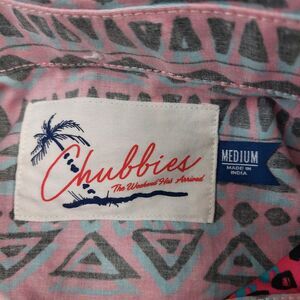 Chubbies
The Weekend Has Arrived
MEDIUM
MADE IN
INDIA